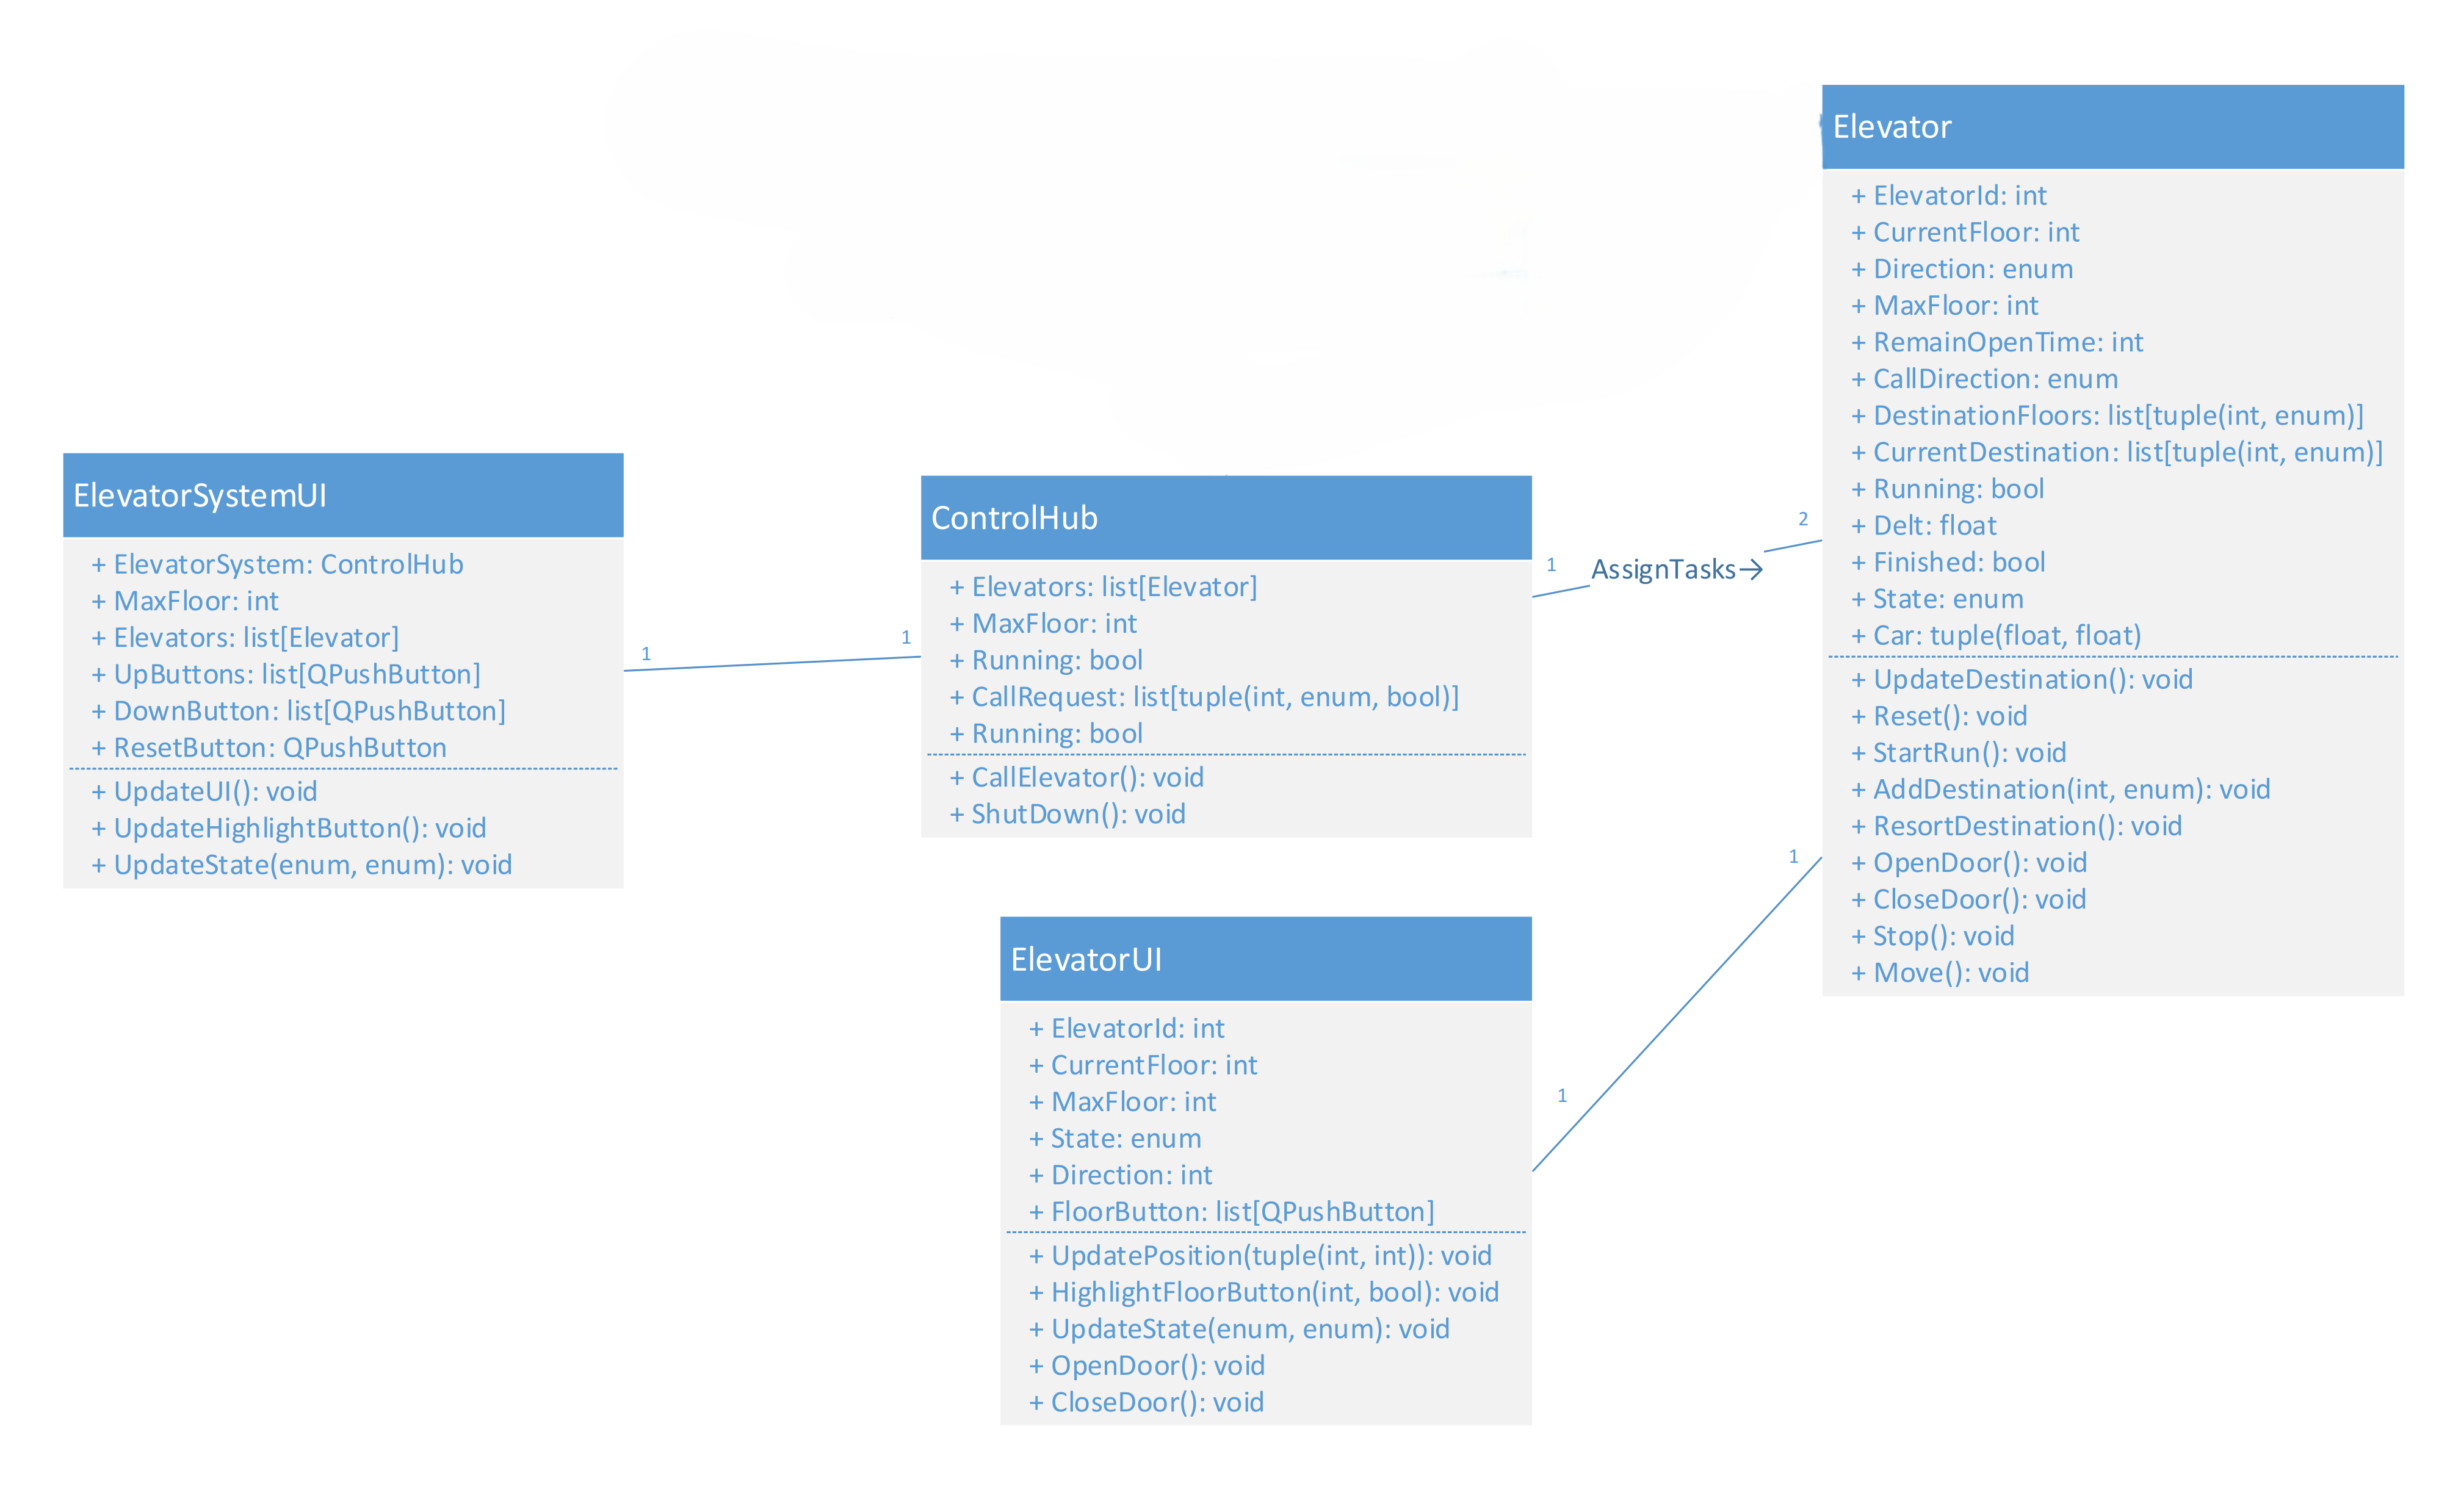 ElevatorSystemUI
+ ElevatorSystem: ControlHub
+ MaxFloor: int
+ Elevators: list[Elevator]
+ UpButtons: list[QPushButton]
+ DownButton: list[QPushButton]
+ ResetButton: QPushButton
+ UpdateUI(): void
+ UpdateHighlightButton(): void
+ UpdateState(enum, enum): void
1
1
ControlHub
+ Elevators: list[Elevator]
+ MaxFloor: int
+ Running: bool
+ CallRequest: list[tuple(int, enum, bool)]
+ Running: bool
+ CallElevator(): void
+ ShutDown(): void
1
AssignTasks→
2
Elevator
+ ElevatorId: int
+ CurrentFloor: int
+ Direction: enum
+ MaxFloor: int
+ RemainOpenTime: int
+ CallDirection: enum
+ DestinationFloors: list[tuple(int, enum)]
+ CurrentDestination: list[tuple(int, enum)]
+ Running: bool
+ Delt: float
+ Finished: bool
+ State: enum
+ Car: tuple(float, float)
+ UpdateDestination(): void
+ Reset(): void
+ StartRun(): void
+ AddDestination(int, enum): void
+ ResortDestination(): void
+ OpenDoor(): void
+ CloseDoor(): void
+ Stop(): void
+ Move(): void
1
1
ElevatorUI
+ ElevatorId: int
+ CurrentFloor: int
+ MaxFloor: int
+ State: enum
+ Direction: int
+ FloorButton: list[QPushButton]
+ UpdatePosition(tuple(int, int)): void
+ HighlightFloorButton(int, bool): void
+ UpdateState(enum, enum): void
+ OpenDoor(): void
+ CloseDoor(): void